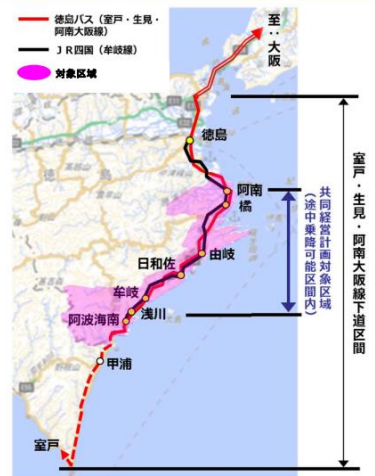 徳島バス（室戸・生見・
阿南大阪線）
ＪＲ四国（牟岐線）
対象区域
至：大阪
徳島
阿南
橘
由岐
日和佐
牟岐
浅川
阿波海南
甲浦
室戸
共同経営計画対象区域
（途中乗降可能区間内）
室戸・生見・阿南大阪線下道区間